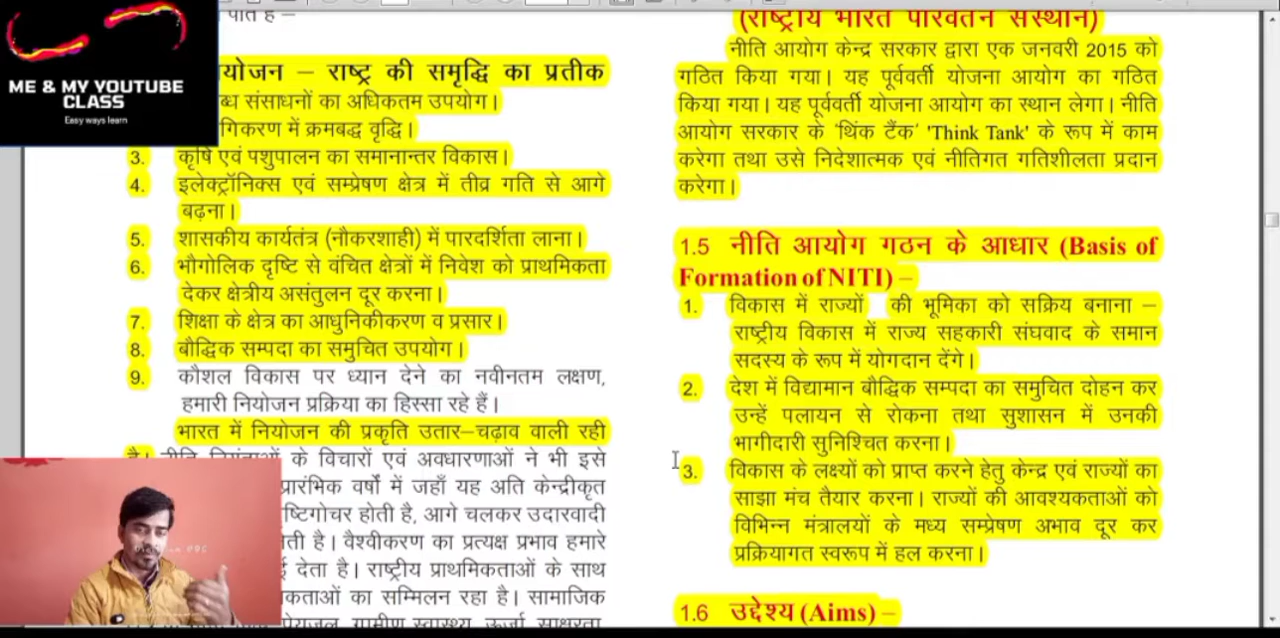 पाते है –
ME & MY YOUTUBE
CLASS
Easy ways learn
योजन – राष्ट्र की समृद्धि का प्रतीक
संसाधनों का अधिकतम उपयोग।
में क्रमबद्ध वृद्धि।
3. कृषि एवं पशुपालन का समानान्तर विकास।
4. इलेक्ट्रॉनिक्स एवं सम्प्रेषण क्षेत्र में तीव्र गति से आगे
बढ़ना।
5. शासकीय कार्यतंत्र (नौकरशाही) में पारदर्शिता लाना।
6. भौगोलिक दृष्टि से वंचित क्षेत्रों में निवेश को प्राथमिकता
देकर क्षेत्रीय असंतुलन दूर करना।
7. शिक्षा के क्षेत्र का आधुनिकीकरण व प्रसार।
8. बौद्धिक सम्पदा का समुचित उपयोग।
9. कौशल विकास पर ध्यान देने का नवीनतम लक्षण,
हमारी नियोजन प्रक्रिया का हिस्सा रहे हैं।
भारत में नियोजन की प्रकृति उतार–चढ़ाव वाली रही
के विचारों एवं अवधारणाओं ने भी इसे
प्रारंभिक वर्षो में जहाँ यह अति केन्द्रीकृत
ष्टिगोचर होती है, आगे चलकर उदारवादी
है। वैश्वीकरण का प्रत्यक्ष प्रभाव हमारे
देता है। राष्ट्रीय प्राथमिकताओं के साथ
का सम्मिलन रहा है। सामाजिक
पेयजल, ग्रामीण स्वास्थ्य, ऊर्जा, साक्षरता,
(राष्ट्रीय भारत परिवर्तन संस्थान)
नीति आयोग केन्द्र सरकार द्वारा एक जनवरी 2015 को
गठित किया गया। यह पूर्ववर्ती योजना आयोग का गठित
किया गया। यह पूर्ववर्ती योजना आयोग का स्थान लेगा। नीति
आयोग सरकार के ‘थिंक टैंक’ 'Think Tank' के रूप में काम
करेगा तथा उसे निदेशात्मक एवं नीतिगत गतिशीलता प्रदान
करेगा।
1.5 नीति आयोग गठन के आधार (Basis of
Formation of NITI) –
1. विकास में राज्यों की भूमिका को सक्रिय बनाना –
राष्ट्रीय विकास में राज्य सहकारी संघवाद के समान
सदस्य के रूप में योगदान देंगे।
2. देश में विद्यामान बौद्धिक सम्पदा का समुचित दोहन कर
उन्हें पलायन से रोकना तथा सुशासन में उनकी
भागीदारी सुनिश्चित करना।
3. विकास के लक्ष्यों को प्राप्त करने हेतु केन्द्र एवं राज्यों का
साझा मंच तैयार करना। राज्यों की आवश्यकताओं को
विभिन्न मंत्रालयों के मध्य सम्प्रेषण अभाव दूर कर
प्रक्रियागत स्वरूप में हल करना।
1.6 उद्देश्य (Aims) –